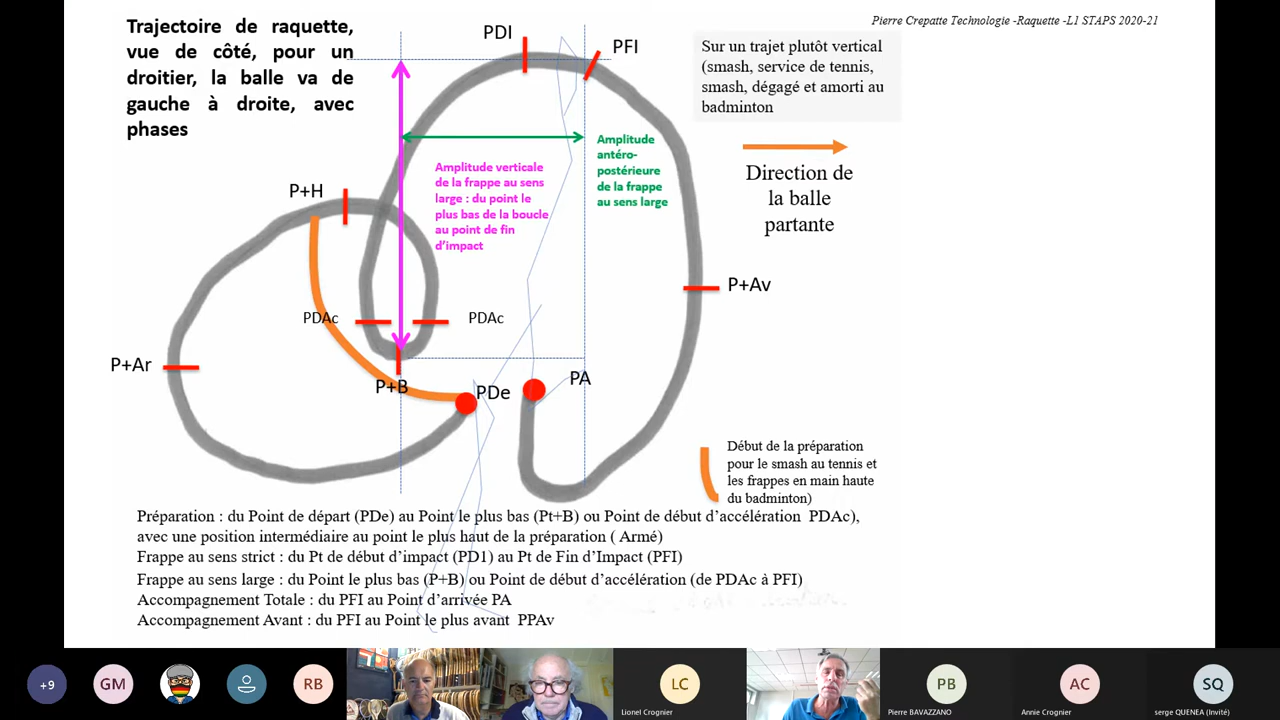 Pierre Crepatte Technologie -Raquette -L1 STAPS 2020-21
Trajectoire de raquette,
vue de côté, pour un
droitier, la balle va de
gauche à droite, avec
phases
PDI
PFI
Sur un trajet plutôt vertical
(smash, service de tennis,
smash, dégagé et amorti au
badminton
Amplitude
antéro-
postérieure
de la frappe
au sens large
Direction de
la balle
partante
Amplitude verticale
de la frappe au sens
large : du point le
plus bas de la boucle
au point de fin
d'impact
P+H
P+Av
PDAc
PDAc
P+Ar
P+B
PDe
PA
Début de la préparation
pour le smash au tennis et
les frappes en main haute
du badminton)
Préparation : du Point de départ (PDe) au Point le plus bas (Pt+B) ou Point de début d'accélération PDAc),
avec une position intermédiaire au point le plus haut de la préparation ( Armé)
Frappe au sens strict : du Pt de début d'impact (PD1) au Pt de Fin d'Impact (PFI)
Frappe au sens large : du Point le plus bas (P+B) ou Point de début d'accélération (de PDAc à PFI)
Accompagnement Totale : du PFI au Point d'arrivée PA
Accompagnement Avant : du PFI au Point le plus avant PPAv
+9
GM
RB
LC
PB
AC
SQ
Lionel Crognier
Pierre BAVAZZANO
Annie Crognier
serge QUENEA (Invité)